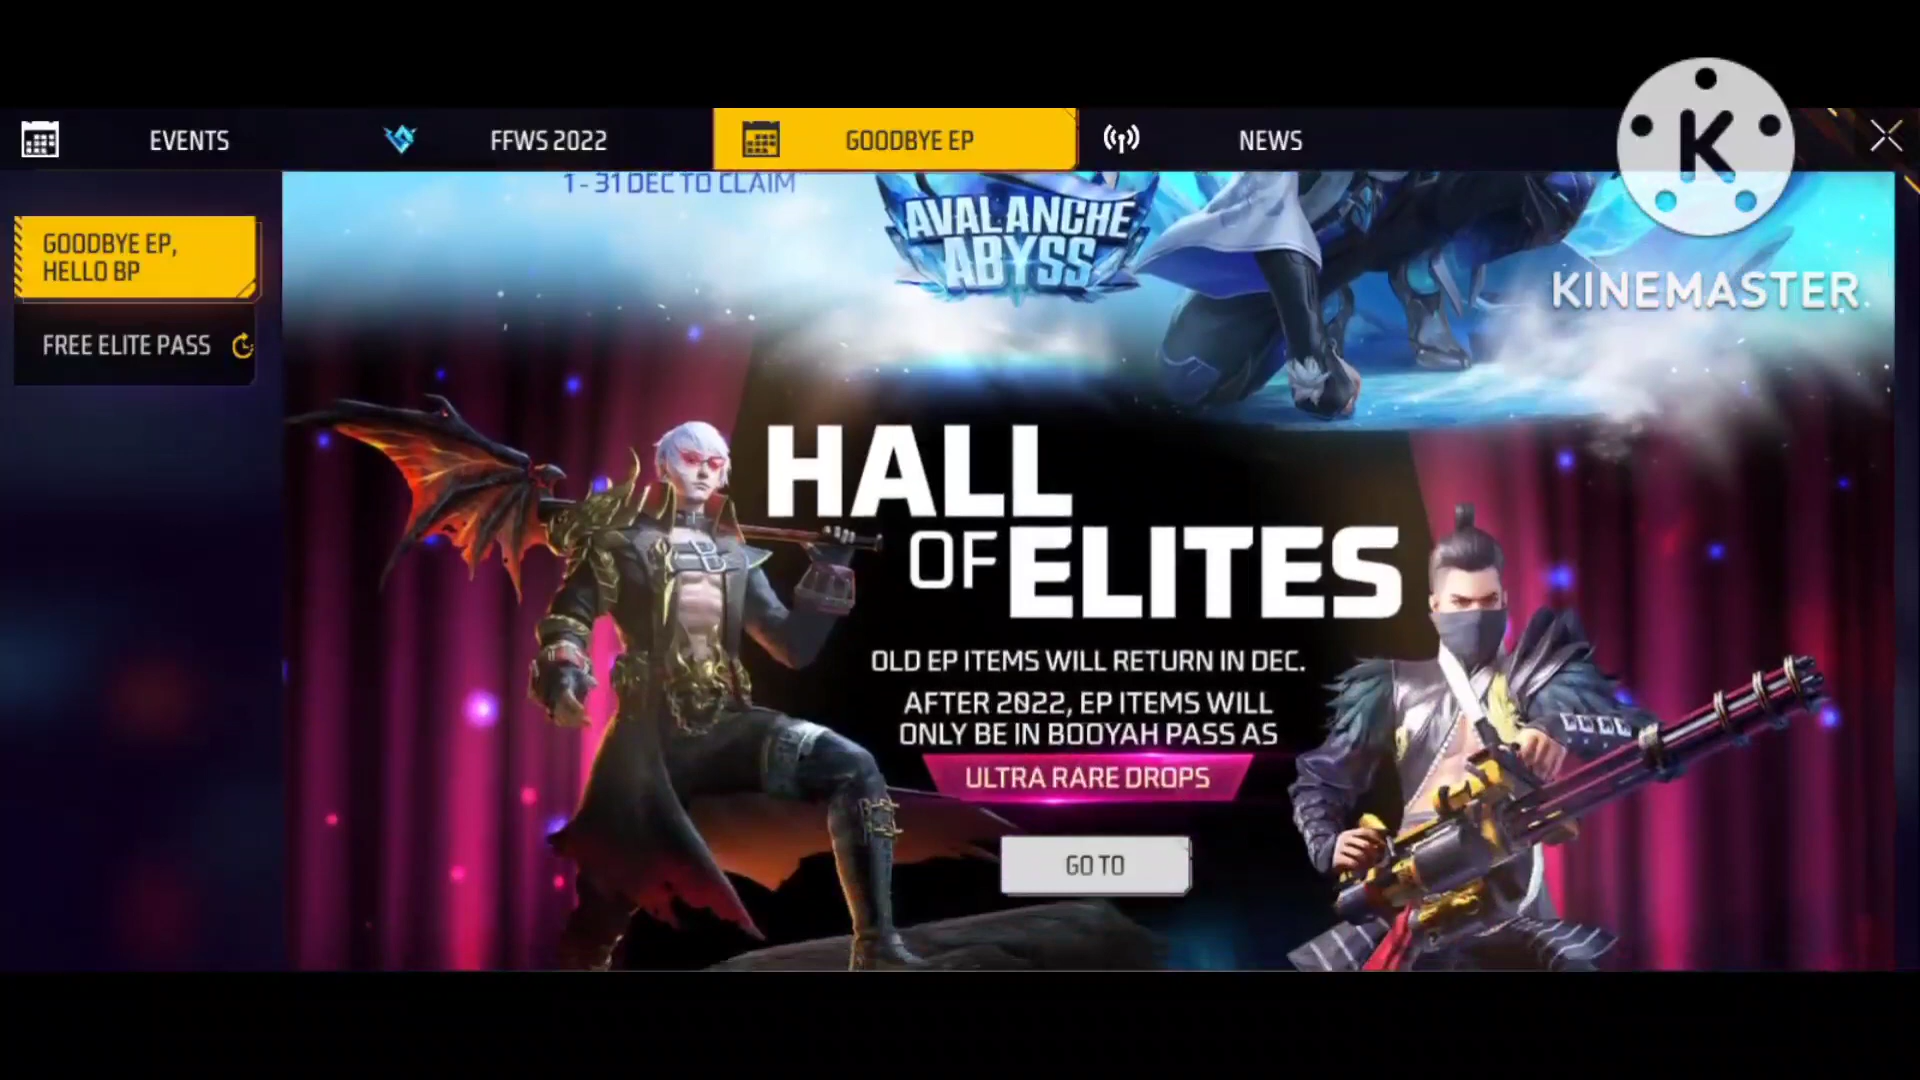 EVENTS
FFWS 2022
GOODBYE EP
NEWS
K
KINEMASTER
GOODBYE EP,
HELLO BP
FREE ELITE PASS
1 - 31 DEC TO CLAIM
AVALANCHE
ABYSS
HALL
OF ELITES
OLD EP ITEMS WILL RETURN IN DEC.
AFTER 2022, EP ITEMS WILL
ONLY BE IN BOOYAH PASS AS
ULTRA RARE DROPS
GO TO